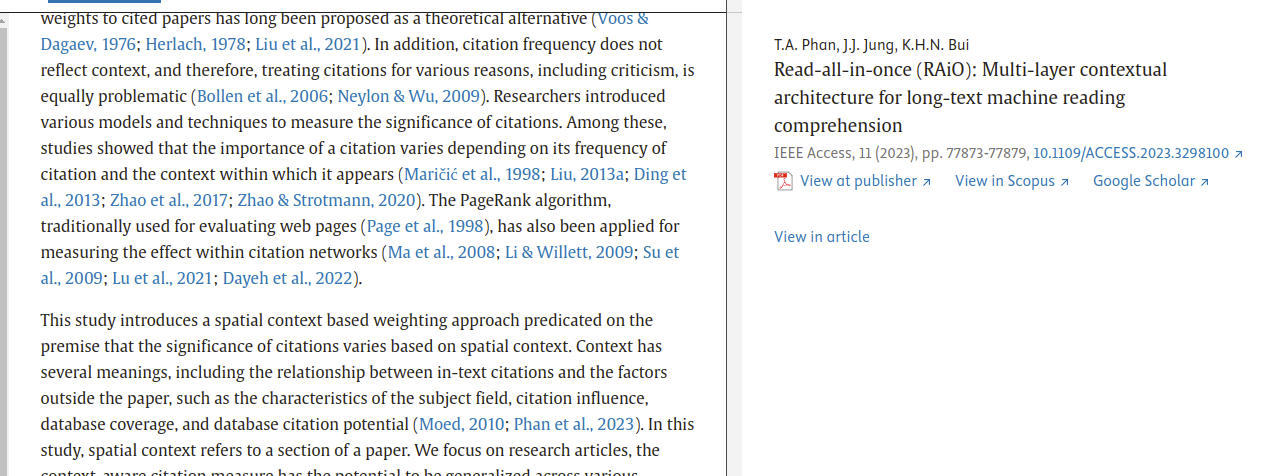 weights to cited papers has long been proposed as a theoretical alternative (Voos &
Dagaev, 1976; Herlach, 1978; Liu et al., 2021). In addition, citation frequency does not
reflect context, and therefore, treating citations for various reasons, including criticism, is
equally problematic (Bollen et al., 2006; Neylon & Wu, 2009). Researchers introduced
various models and techniques to measure the significance of citations. Among these,
studies showed that the importance of a citation varies depending on its frequency of
citation and the context within which it appears (Maričić et al., 1998; Liu, 2013a; Ding et
al., 2013; Zhao et al., 2017; Zhao & Strotmann, 2020). The PageRank algorithm,
traditionally used for evaluating web pages (Page et al., 1998), has also been applied for
measuring the effect within citation networks (Ma et al., 2008; Li & Willett, 2009; Su et
al., 2009; Lu et al., 2021; Dayeh et al., 2022).
This study introduces a spatial context based weighting approach predicated on the
premise that the significance of citations varies based on spatial context. Context has
several meanings, including the relationship between in-text citations and the factors
outside the paper, such as the characteristics of the subject field, citation influence,
database coverage, and database citation potential (Moed, 2010; Phan et al., 2023). In this
study, spatial context refers to a section of a paper. We focus on research articles, the
context-aware citation measure has the potential to be generalized across various
T.A. Phan, J.J. Jung, K.H.N. Bui
Read-all-in-once (RAiO): Multi-layer contextual
architecture for long-text machine reading
comprehension
IEEE Access, 11 (2023), pp. 77873-77879, 10.1109/ACCESS.2023.3298100 ↗
View at publisher ↗ View in Scopus ↗ Google Scholar ↗
View in article